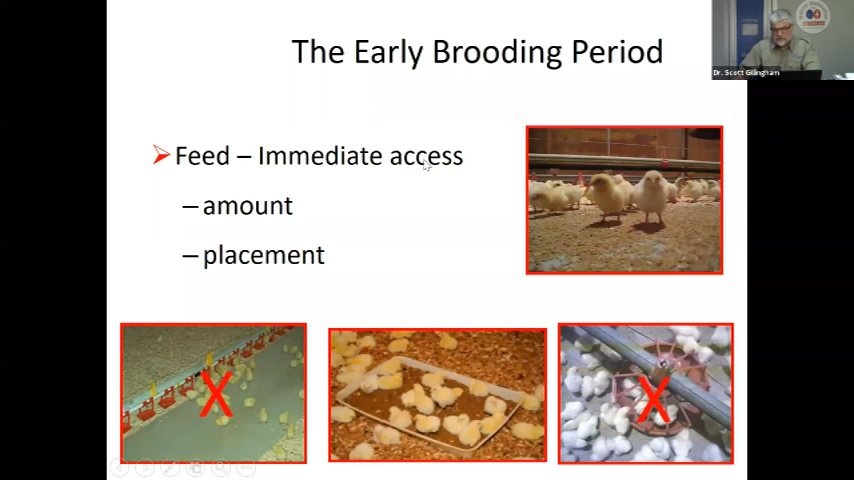 The Early Brooding Period
Dr. Scott Gillingham
➢ Feed – Immediate access
– amount
– placement
X
X